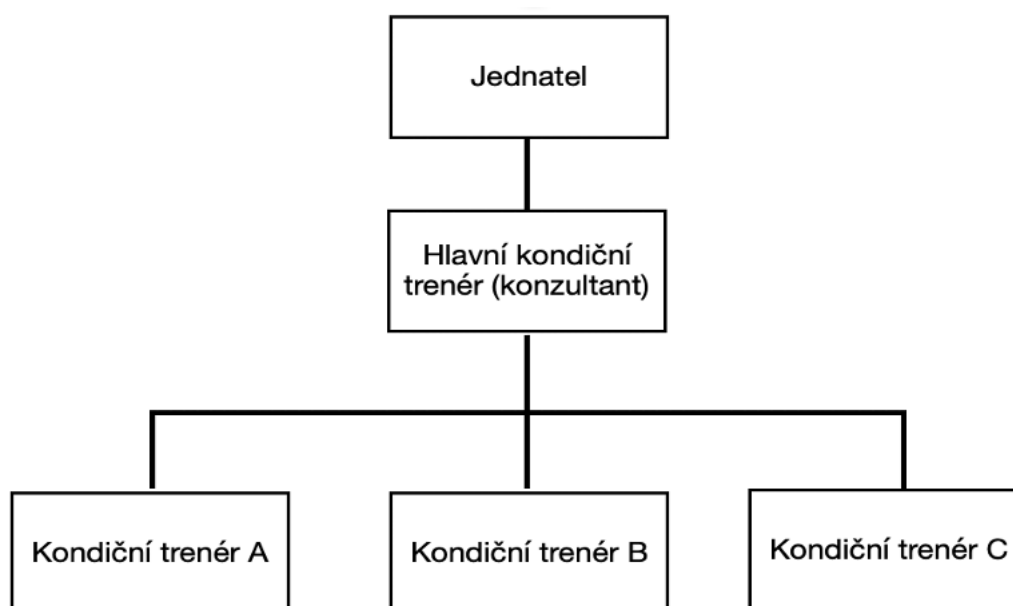 Jednatel
Hlavní kondiční
trenér (konzultant)
Kondiční trenér A
Kondiční trenér B
Kondiční trenér C